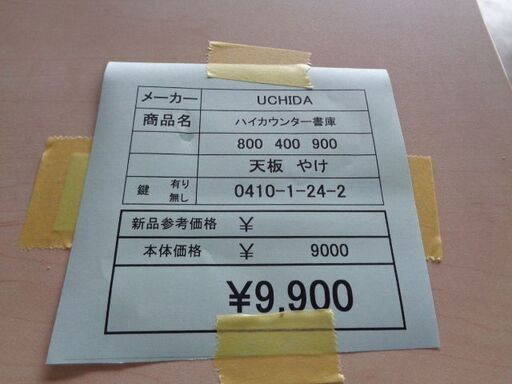 メーカー UCHIDA
商品名 ハイカウンター書庫
800 400 900
天板 やけ
鍵 有り 無し 0410-1-24-2
新品参考価格 ¥
本体価格 ¥ 9000
¥9,900